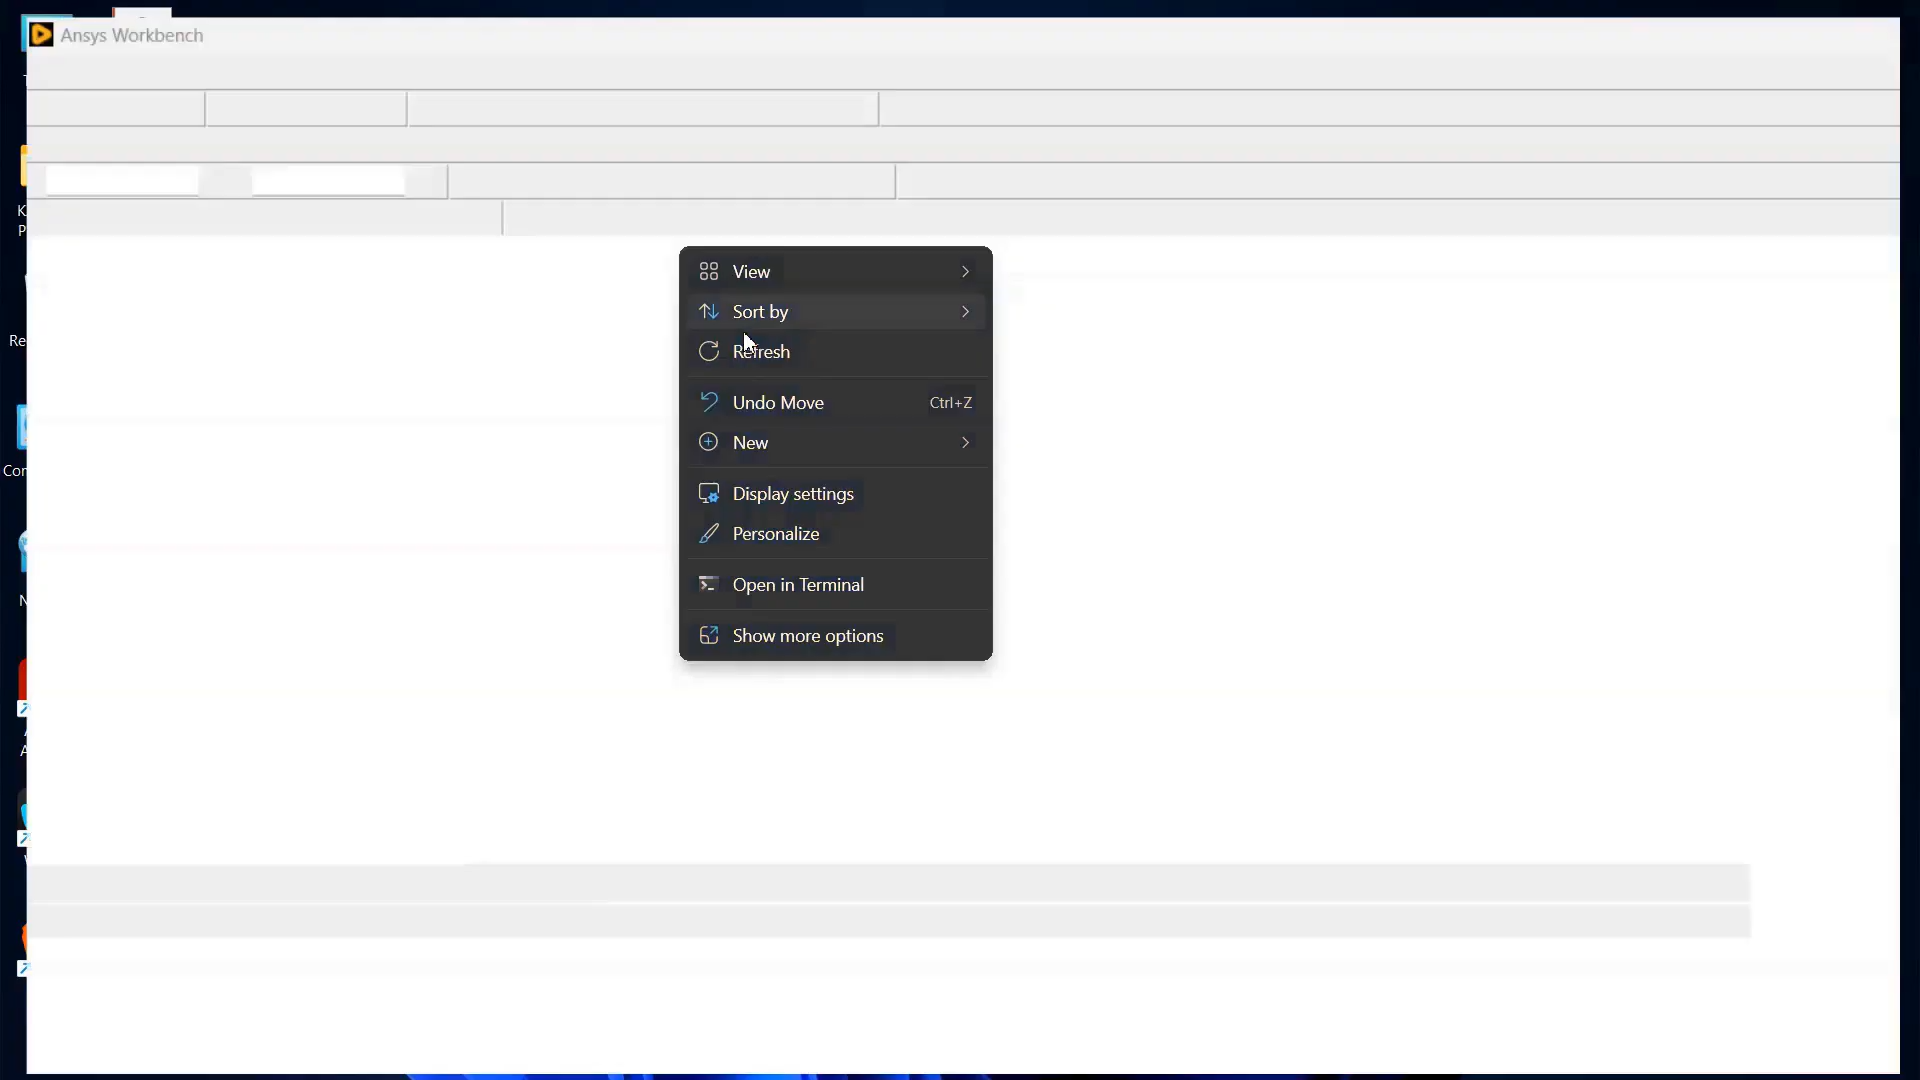 Ansys Workbench
View
Sort by
Refresh
Undo Move Ctrl+Z
New
Display settings
Personalize
Open in Terminal
Show more options